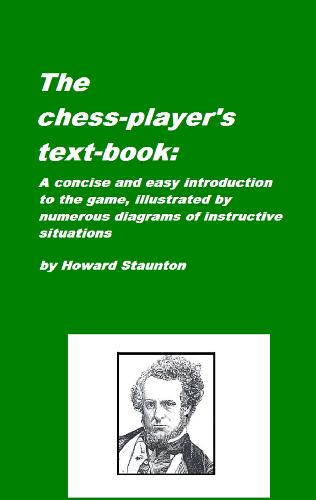 The
chess-player's
text-book:
A concise and easy introduction
to the game, illustrated by
numerous diagrams of instructive
situations
by Howard Staunton